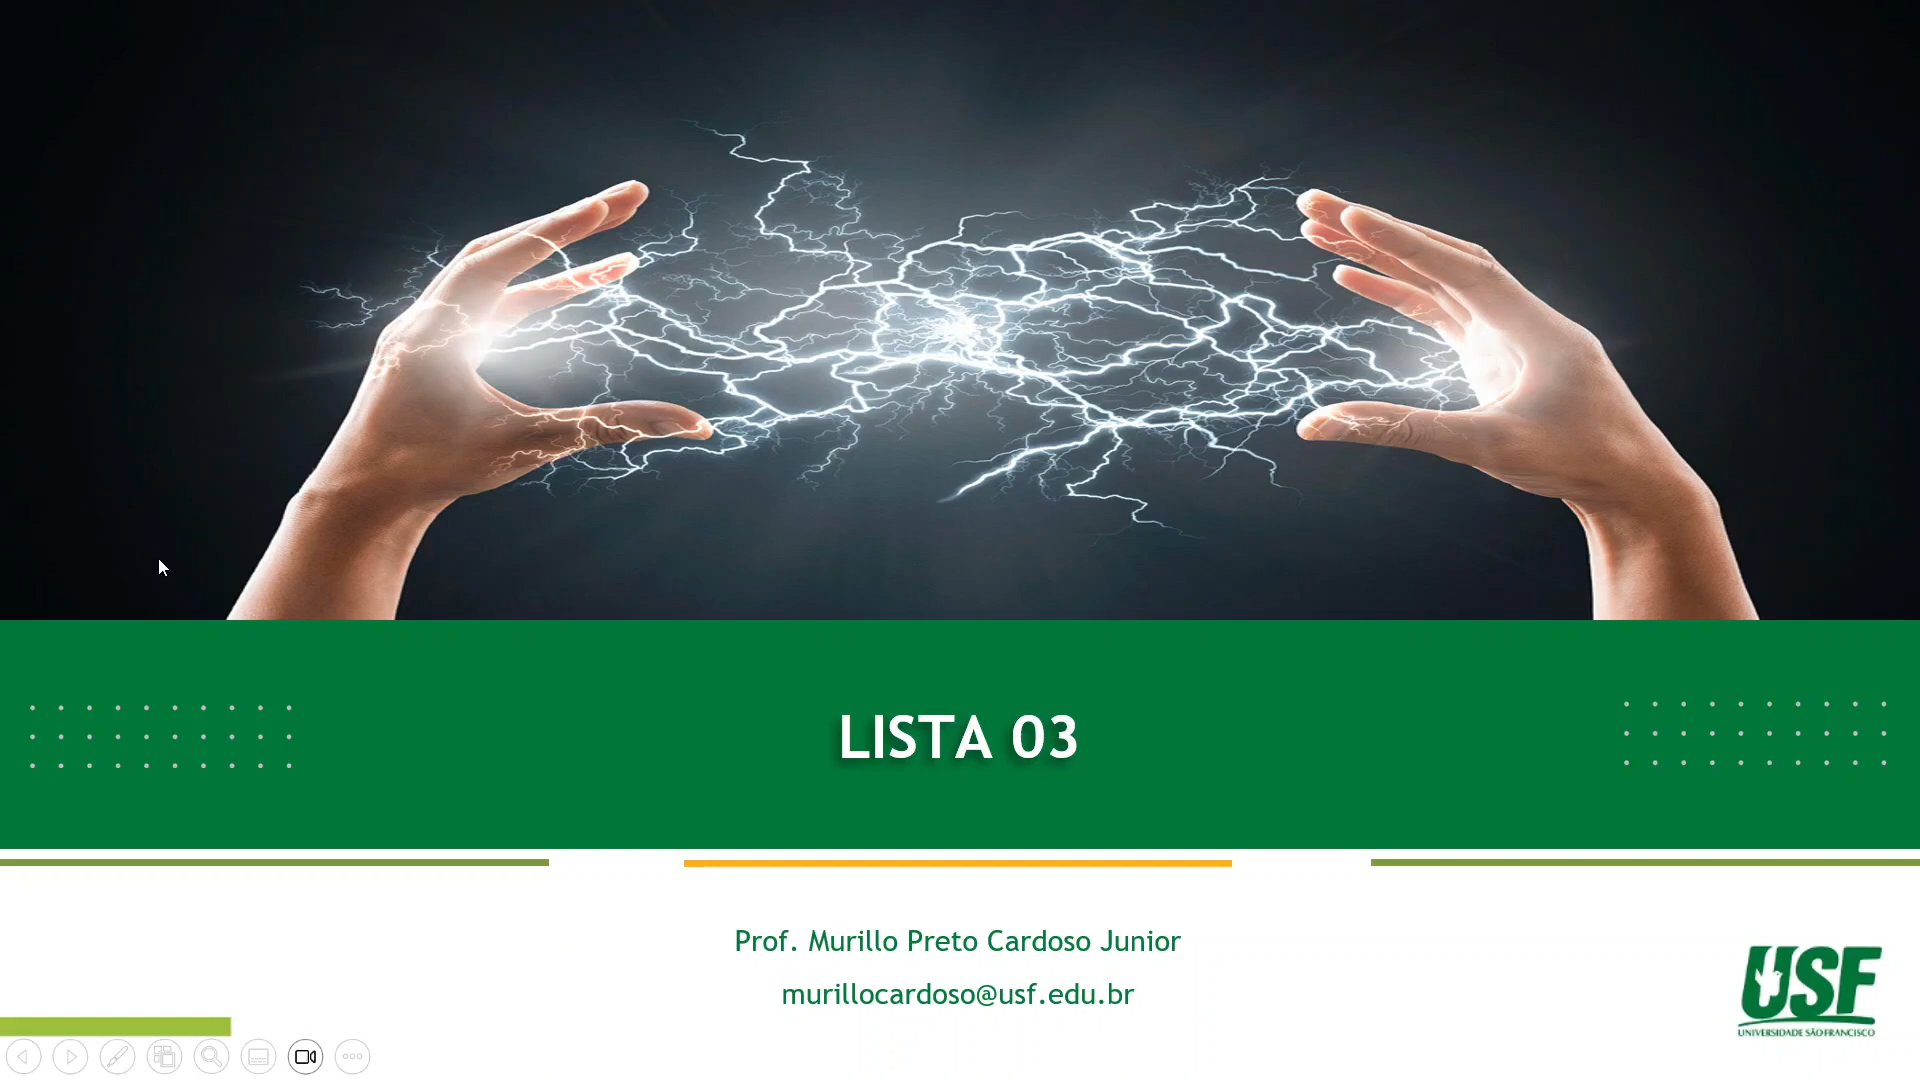 LISTA 03
Prof. Murillo Preto Cardoso Junior
murillocardoso@usf.edu.br
USF
UNIVERSIDADE SÃO FRANCISCO